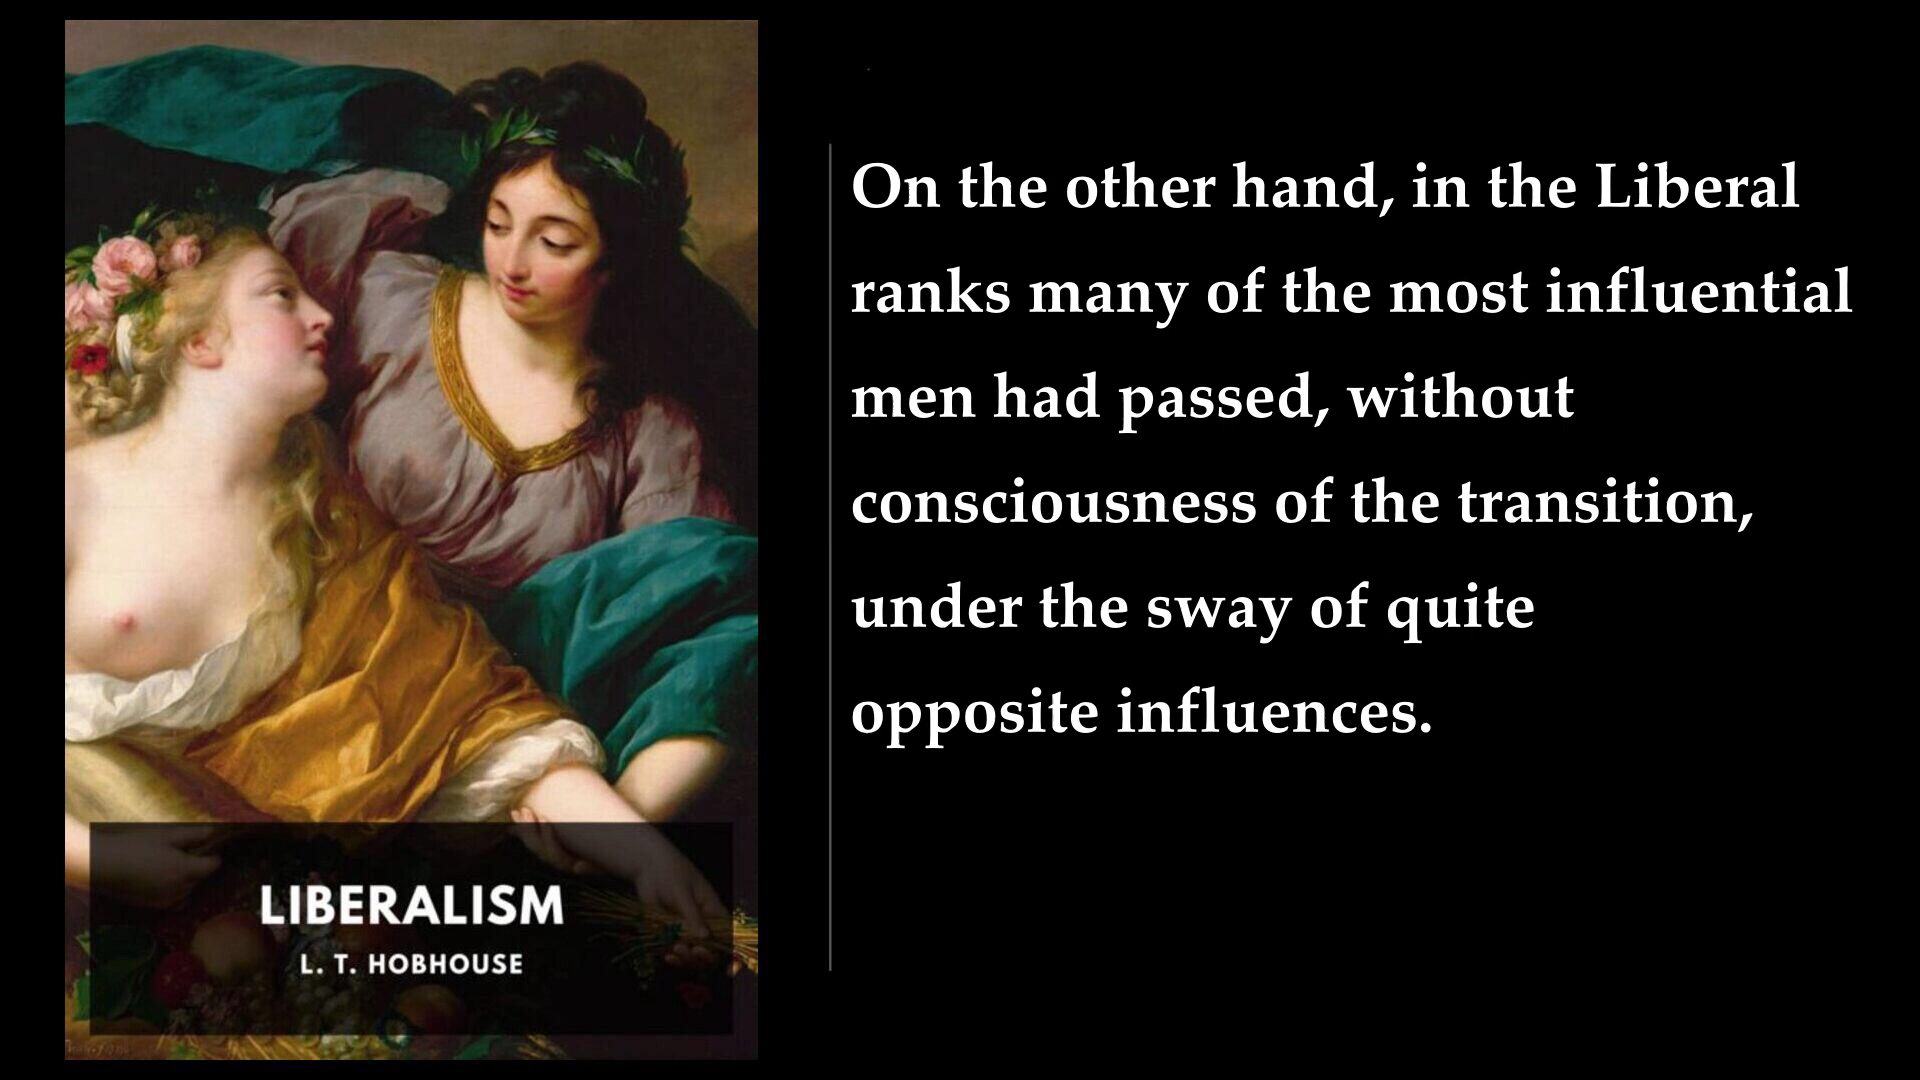 On the other hand, in the Liberal
ranks many of the most influential
men had passed, without
consciousness of the transition,
under the sway of quite
opposite influences.
LIBERALISM
L. T. HOBHOUSE